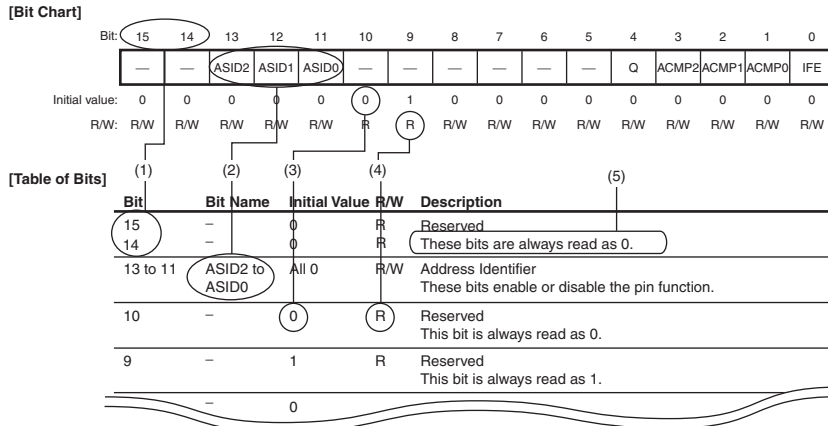 [Bit Chart]
Bit: 15 14 13 12 11 10 9 8 7 6 5 4 3 2 1 0
— — ASID2 ASID1 ASID0 — — — — — — Q ACMP2 ACMP1 ACMP0 IFE
Initial value: 0 0 0 0 0 0 1 0 0 0 0 0 0 0 0 0
R/W: R/W R/W R/W R/W R/W R R R/W R/W R/W R/W R/W R/W R/W R/W R/W
(1) (2) (3) (4) (5)
[Table of Bits]
Bit Bit Name Initial Value R/W Description
15 − 0 R Reserved
14 − 0 R These bits are always read as 0.
13 to 11 ASID2 to All 0 R/W Address Identifier
ASID0 These bits enable or disable the pin function.
10 − 0 R Reserved
This bit is always read as 0.
9 − 1 R Reserved
This bit is always read as 1.
− 0